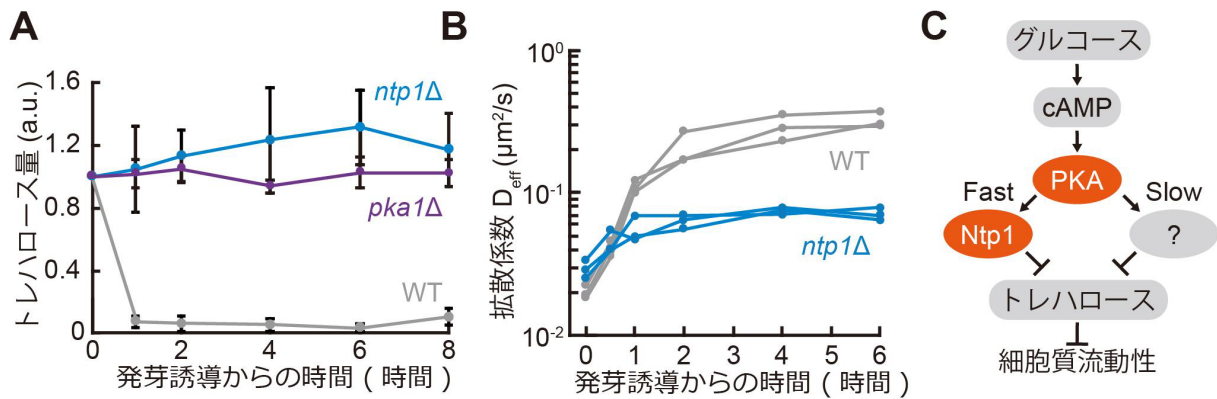 A
トレハロース量 (a.u.)
1.6
1.2
0.8
0.4
0
0
2
4
6
8
発芽誘導からの時間 ( 時間 )
ntp1Δ
pka1Δ
WT
B
拡散係数 Deff (μm²/s)
10⁰
10⁻¹
10⁻²
0
1
2
3
4
5
6
発芽誘導からの時間 ( 時間 )
WT
ntp1Δ
C
グルコース
cAMP
PKA
Fast
Slow
Ntp1
?
トレハロース
細胞質流動性